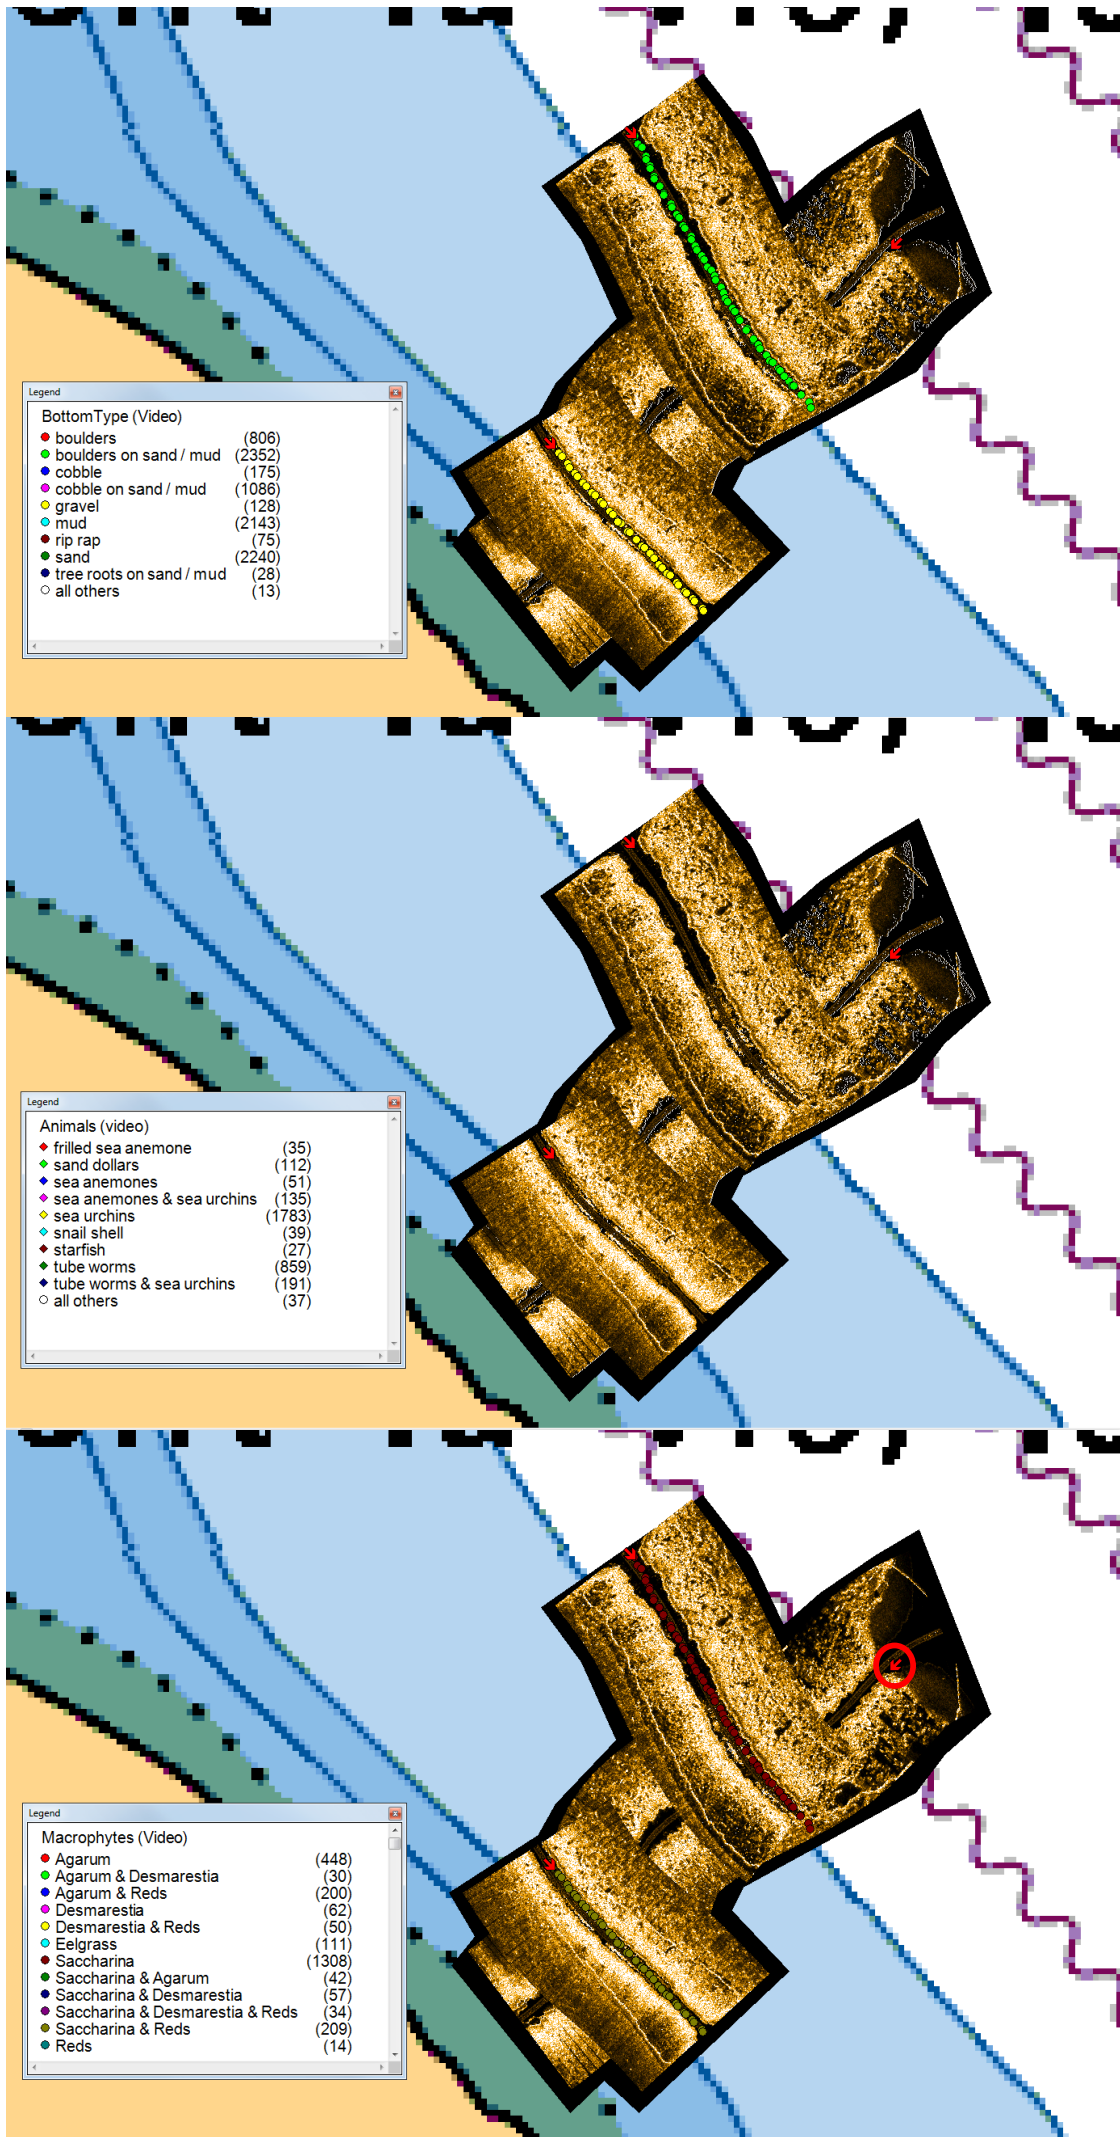 Legend
BottomType (Video)
boulders (806)
boulders on sand / mud (2352)
cobble (175)
cobble on sand / mud (1086)
gravel (128)
mud (2143)
rip rap (75)
sand (2240)
tree roots on sand / mud (28)
all others (13)
Legend
Animals (video)
frilled sea anemone (35)
sand dollars (112)
sea anemones (51)
sea anemones & sea urchins (135)
sea urchins (1783)
snail shell (39)
starfish (27)
tube worms (859)
tube worms & sea urchins (191)
all others (37)
Legend
Macrophytes (Video)
Agarum (448)
Agarum & Desmarestia (30)
Agarum & Reds (200)
Desmarestia (62)
Desmarestia & Reds (50)
Eelgrass (111)
Saccharina (1308)
Saccharina & Agarum (42)
Saccharina & Desmarestia (57)
Saccharina & Desmarestia & Reds (34)
Saccharina & Reds (209)
Reds (14)